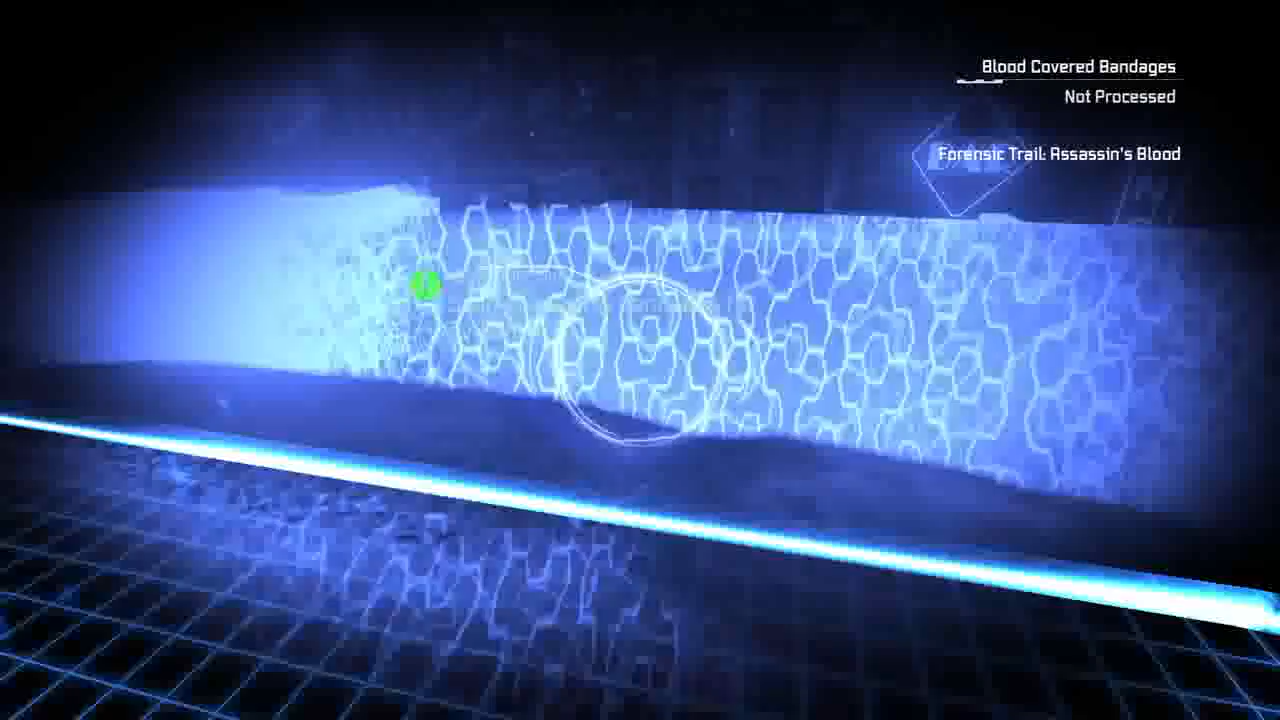 Blood Covered Bandages
Not Processed
Forensic Trail: Assassin's Blood